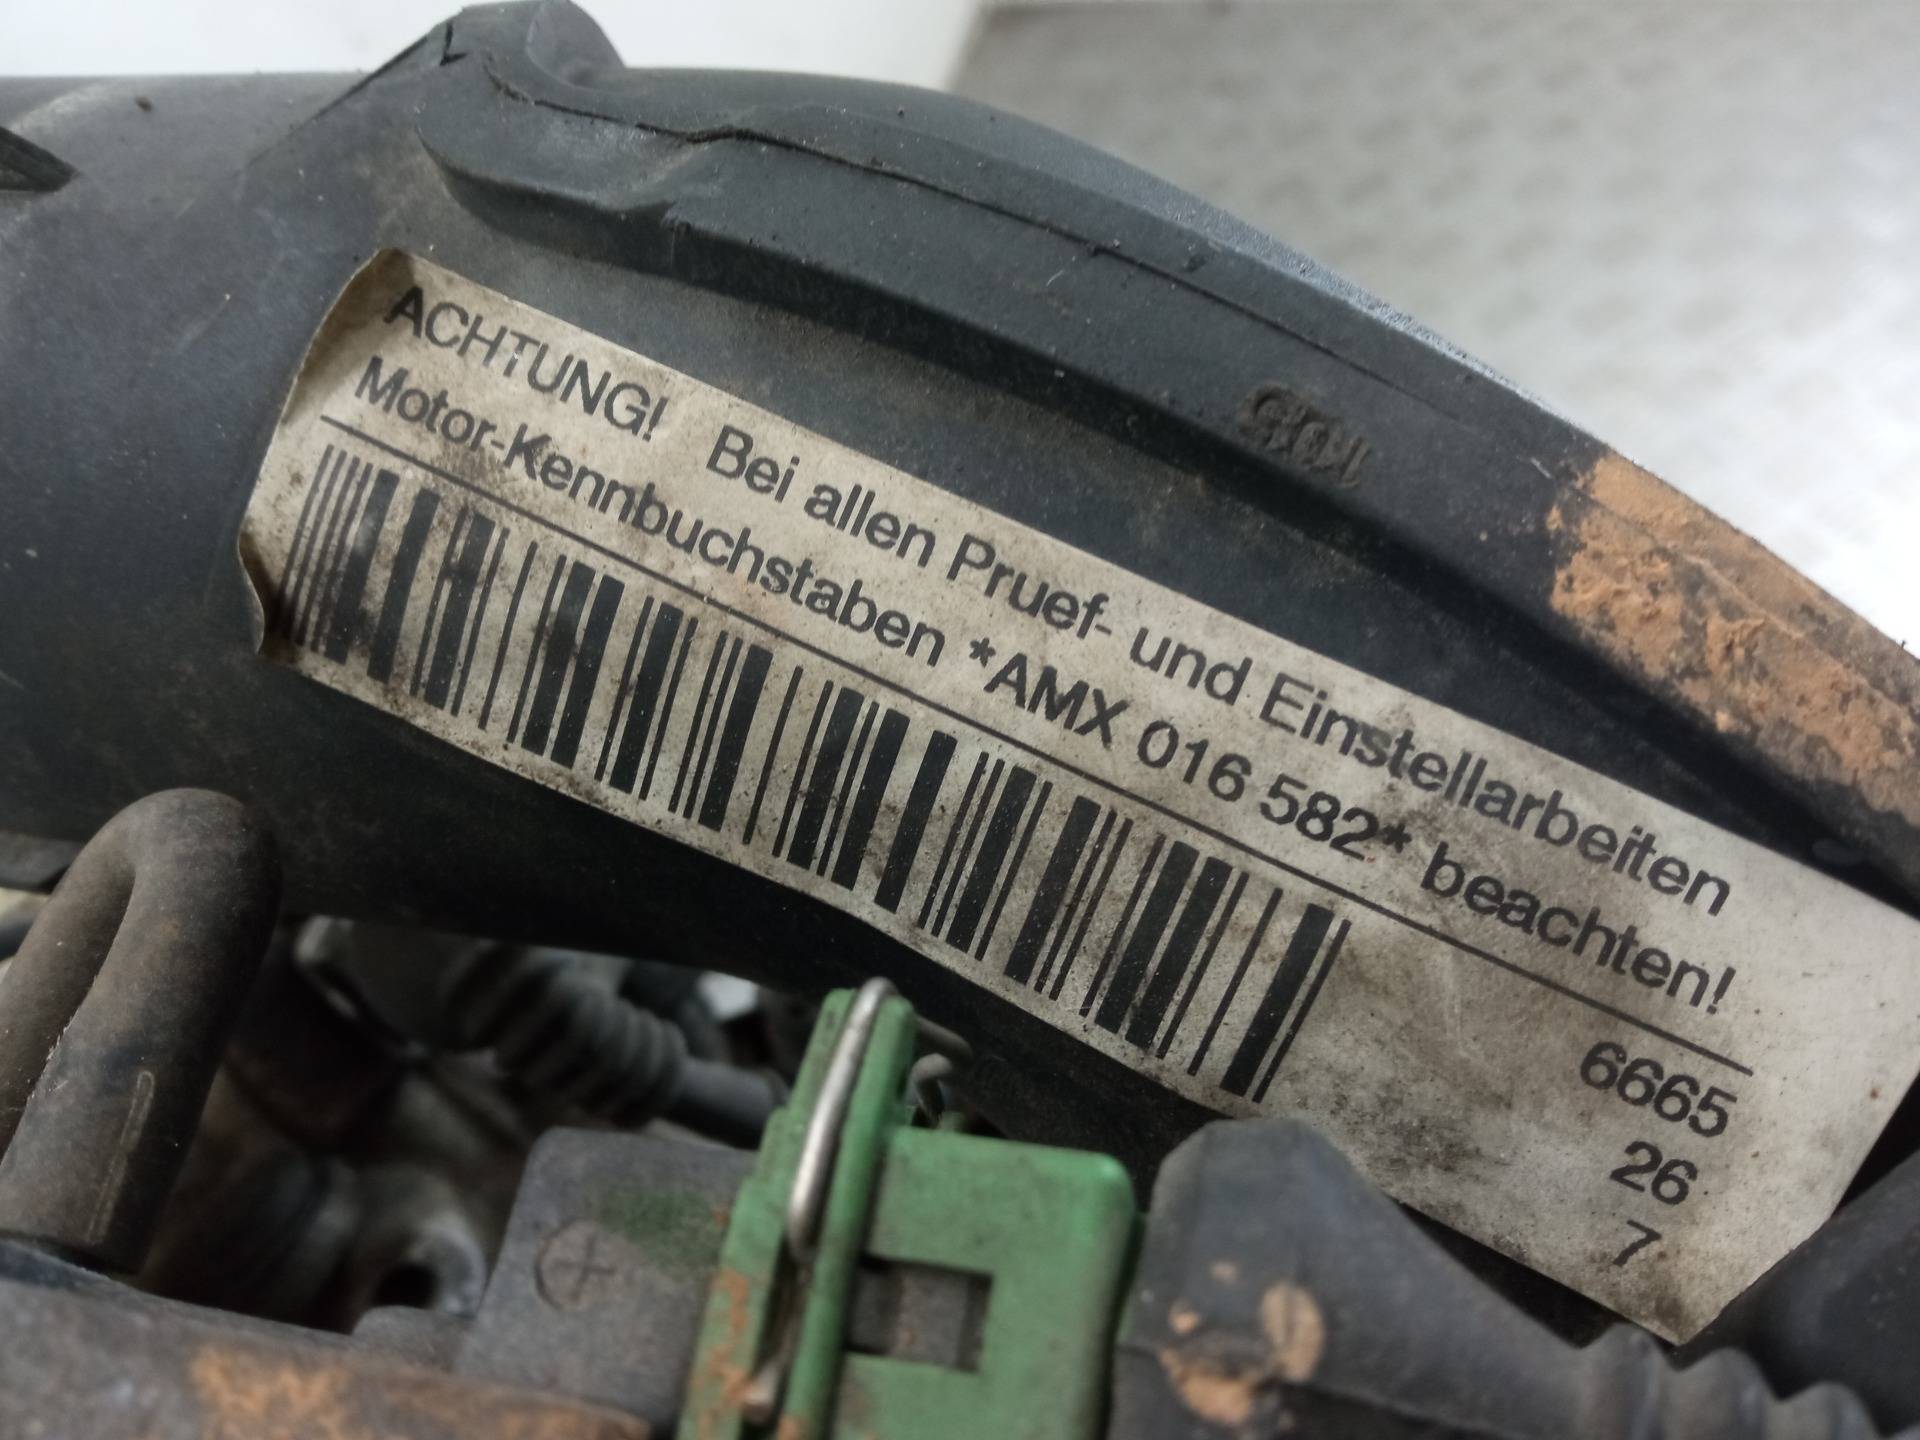 ACHTUNG! Bei allen Pruef- und Einstellarbeiten
Motor-Kennbuchstaben *AMX 016 582* beachten!
6665
26
7